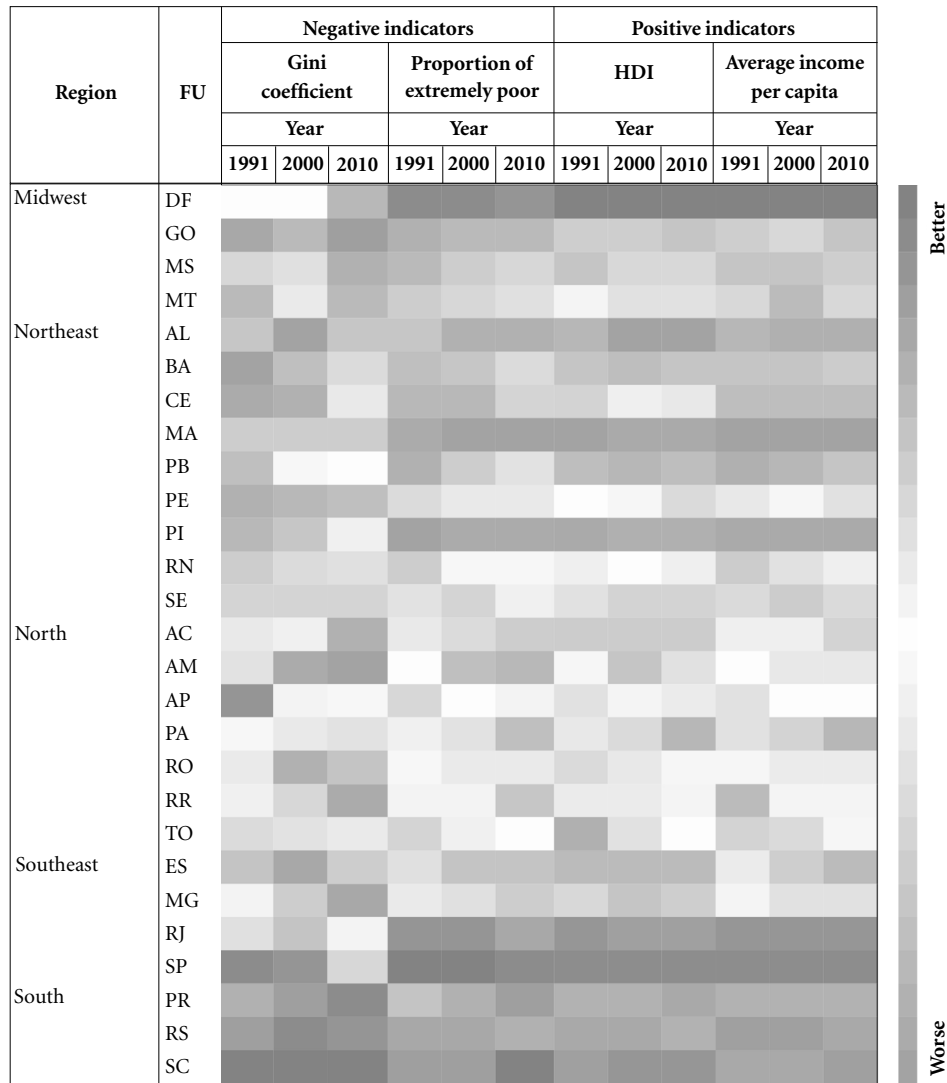 Negative indicators Positive indicators
Region FU Gini coefficient Proportion of extremely poor HDI Average income per capita
Year Year Year Year
1991 2000 2010 1991 2000 2010 1991 2000 2010 1991 2000 2010
Midwest DF
GO
MS
MT
Northeast AL
BA
CE
MA
PB
PE
PI
RN
SE
North AC
AM
AP
PA
RO
RR
TO
Southeast ES
MG
RJ
SP
South PR
RS
SC
Better
Worse